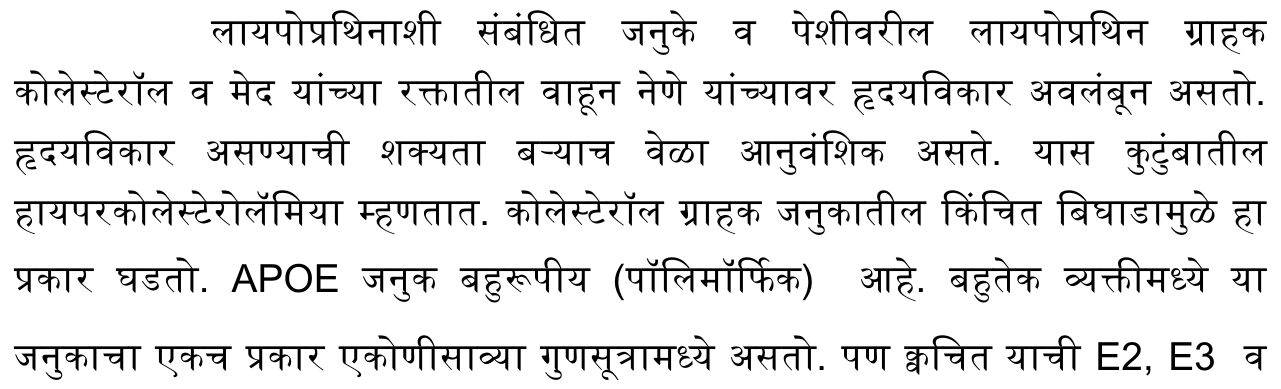 लायपोप्रथिनाशी संबंधित जनुके व पेशीवरील लायपोप्रथिन ग्राहक
कोलेस्टेरॉल व मेद यांच्या रक्तातील वाहून नेणे यांच्यावर हृदयविकार अवलंबून असतो.
हृदयविकार असण्याची शक्यता बऱ्याच वेळा आनुवंशिक असते. यास कुटुंबातील
हायपरकोलेस्टेरोलॅमिया म्हणतात. कोलेस्टेरॉल ग्राहक जनुकातील किंचित बिघाडामुळे हा
प्रकार घडतो. APOE जनुक बहुरूपीय (पॉलिमॉर्फिक) आहे. बहुतेक व्यक्तीमध्ये या
जनुकाचा एकच प्रकार एकोणीसाव्या गुणसूत्रामध्ये असतो. पण क्वचित याची E2, E3 व